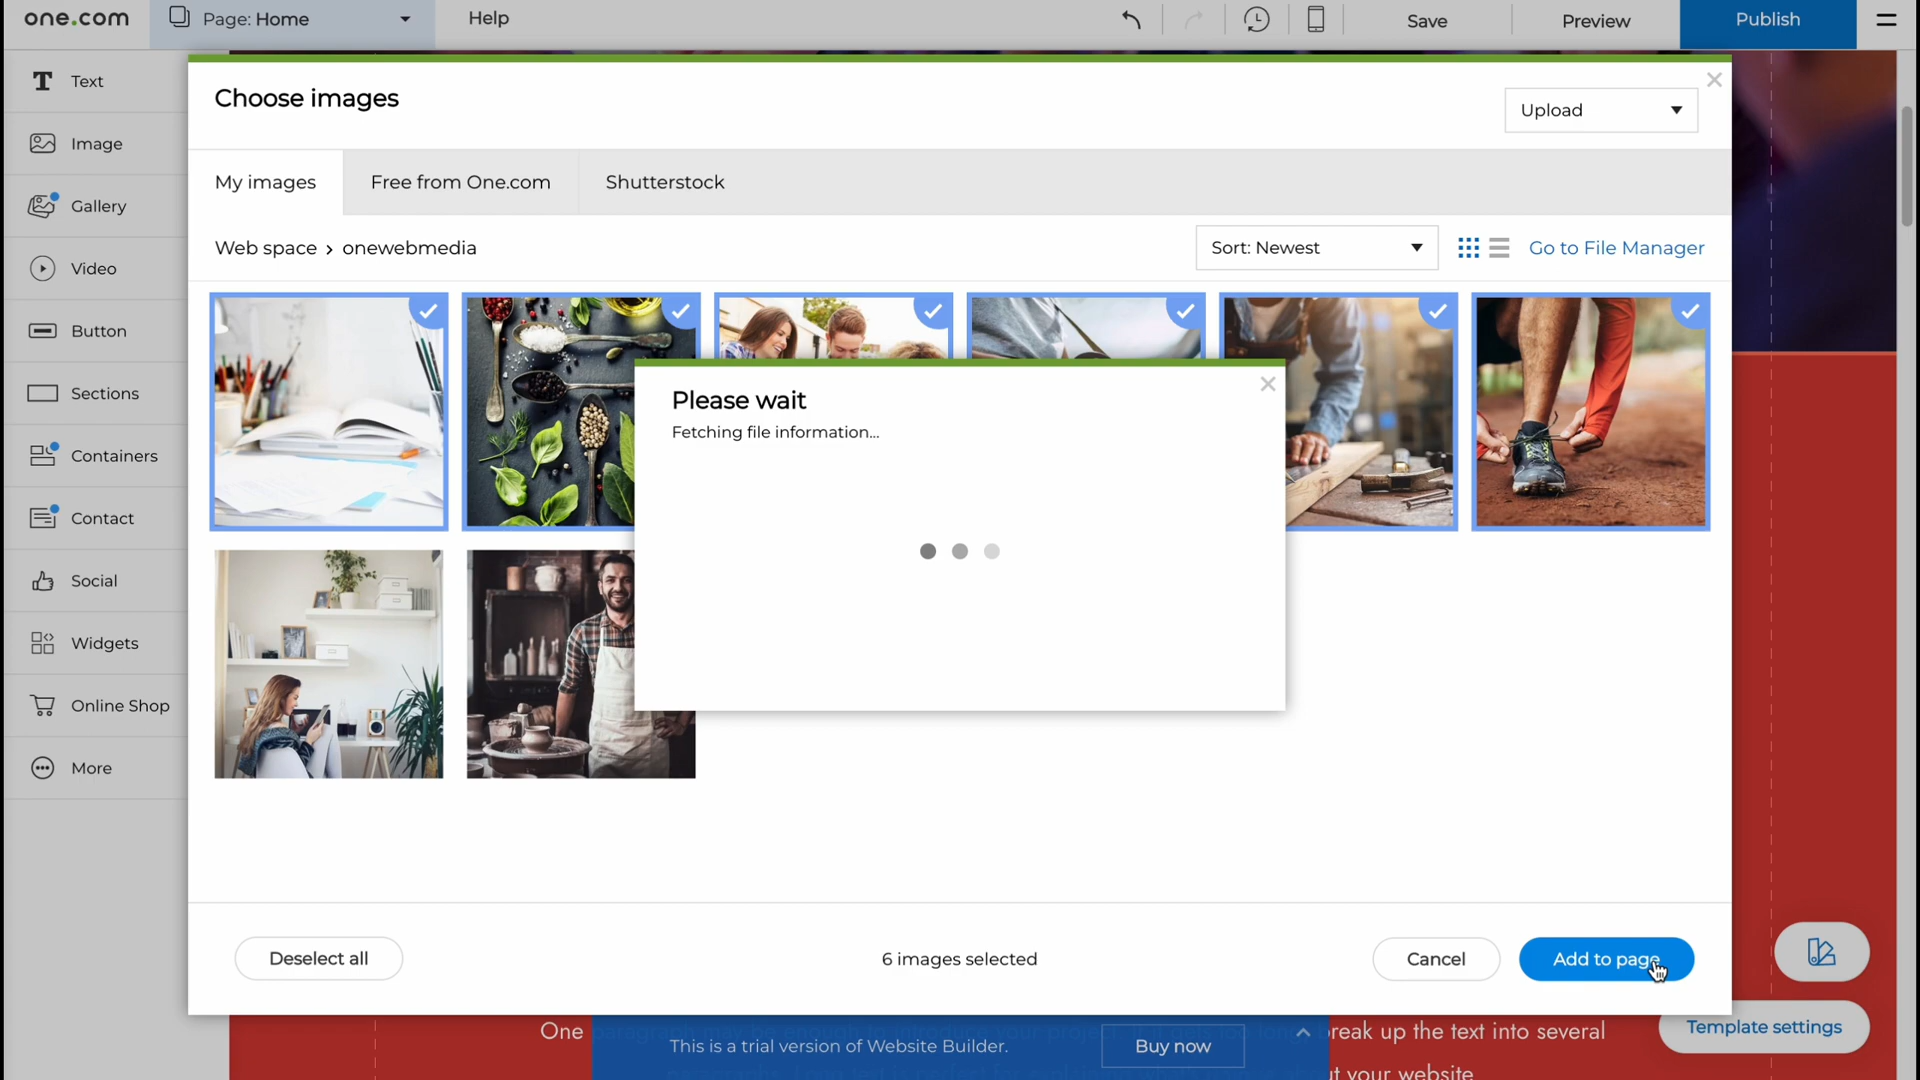 one.com
Page: Home
Help
Save
Preview
Publish
Text
Image
Gallery
Video
Button
Sections
Containers
Contact
Social
Widgets
Online Shop
More
Choose images
Upload
My images
Free from One.com
Shutterstock
Web space › onewebmedia
Sort: Newest
Go to File Manager
Please wait
Fetching file information...
Deselect all
6 images selected
Cancel
Add to page
Template settings
One
break up the text into several
This is a trial version of Website Builder.
Buy now
your website